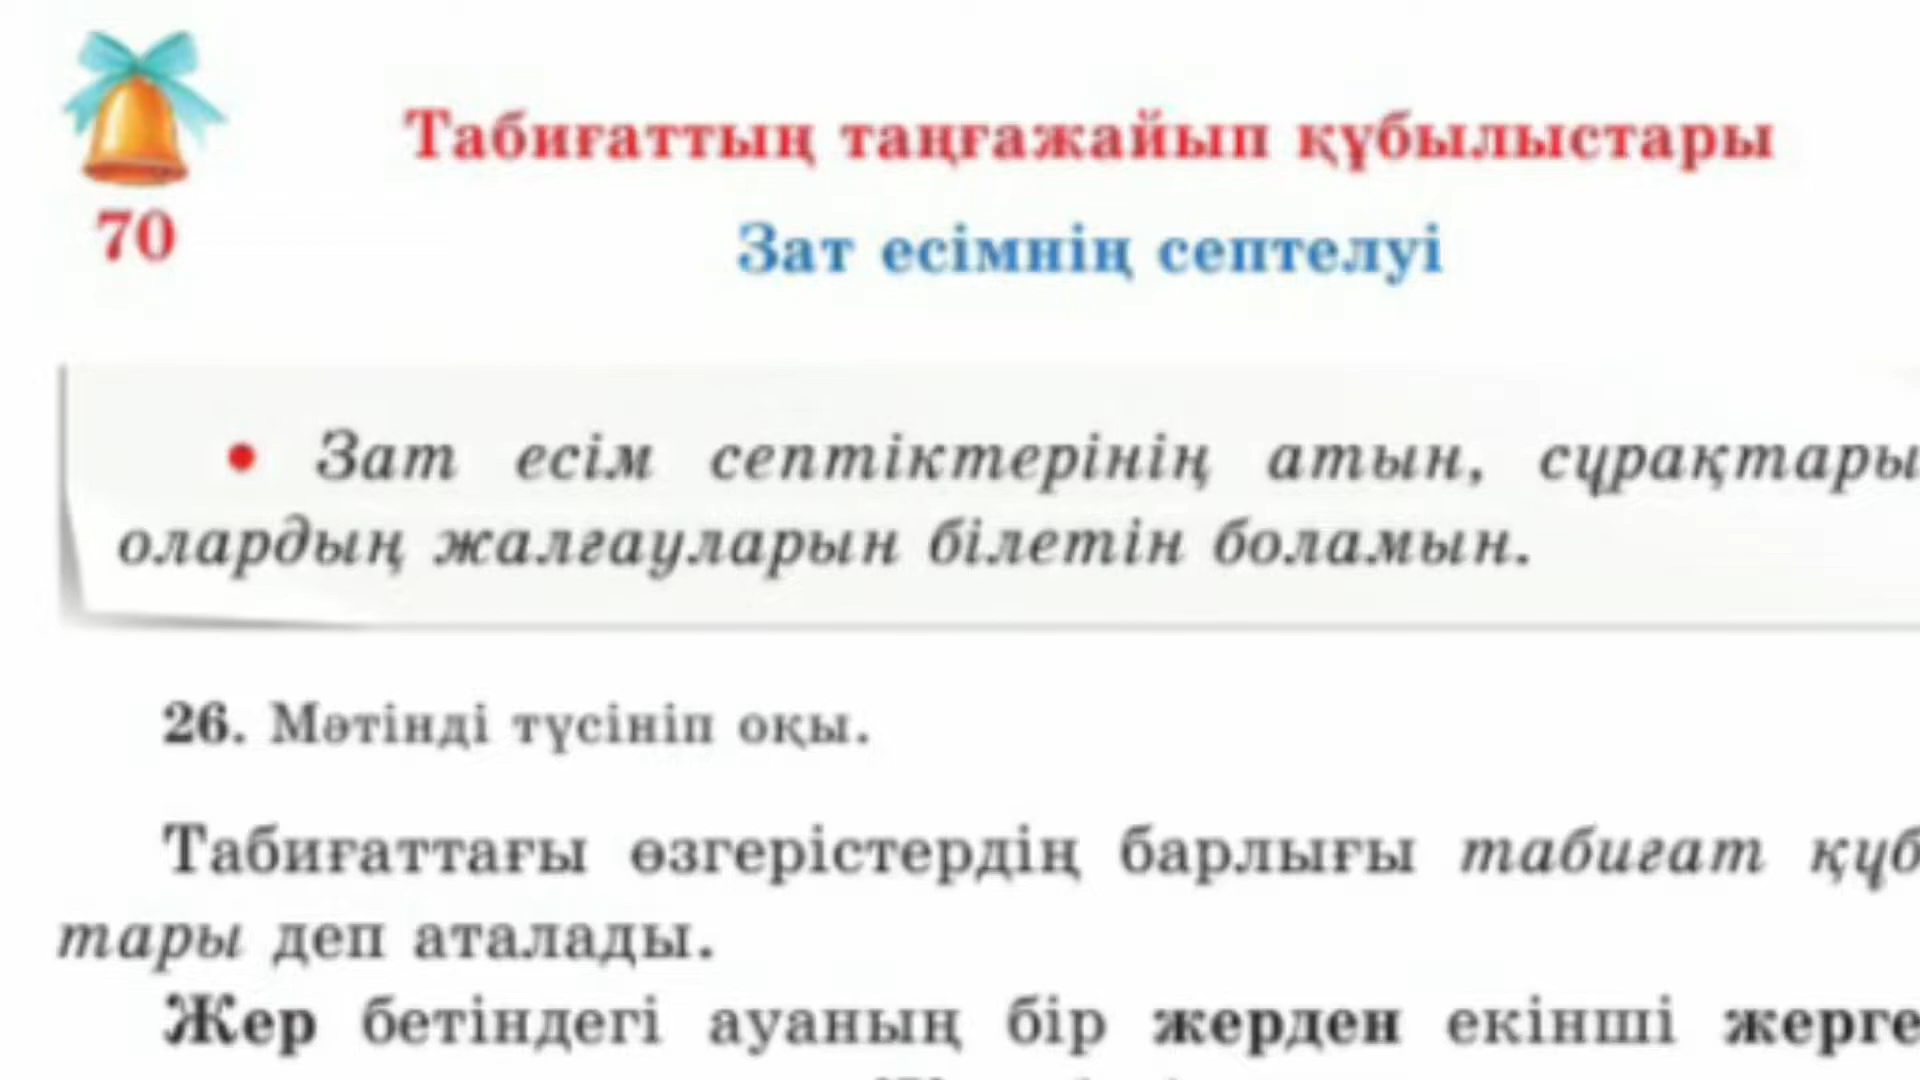 Табиғаттың таңғажайып құбылыстары
70
Зат есімнің септелуі
• Зат есім септіктерінің атын, сұрақтары
олардың жалғауларын білетін боламын.
26. Мәтінді түсініп оқы.
Табиғаттағы өзгерістердің барлығы табиғат құб
тары деп аталады.
Жер бетіндегі ауаның бір жерден екінші жерге